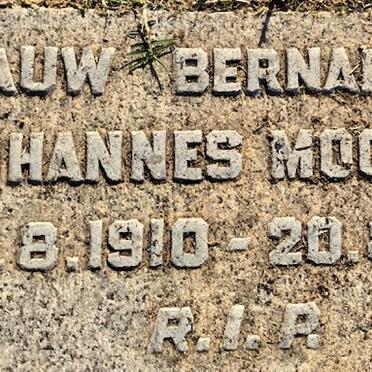 AUW BERNA
HANNES MOO
.8.1910-20.
R.I.P.